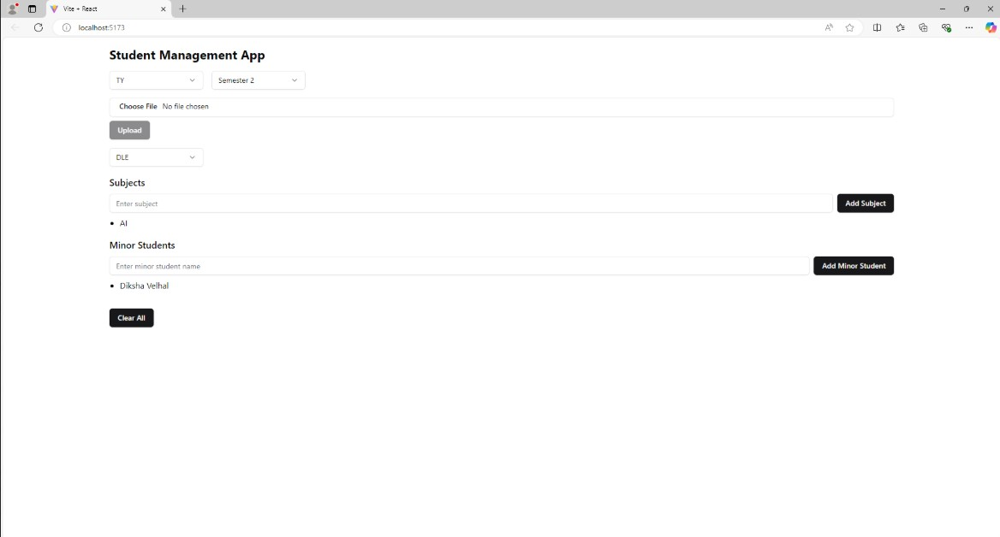 Vite + React
localhost:5173
Student Management App
TY Semester 2
Choose File No file chosen
Upload
DLE
Subjects
Enter subject Add Subject
• AI
Minor Students
Enter minor student name Add Minor Student
• Diksha Velhal
Clear All